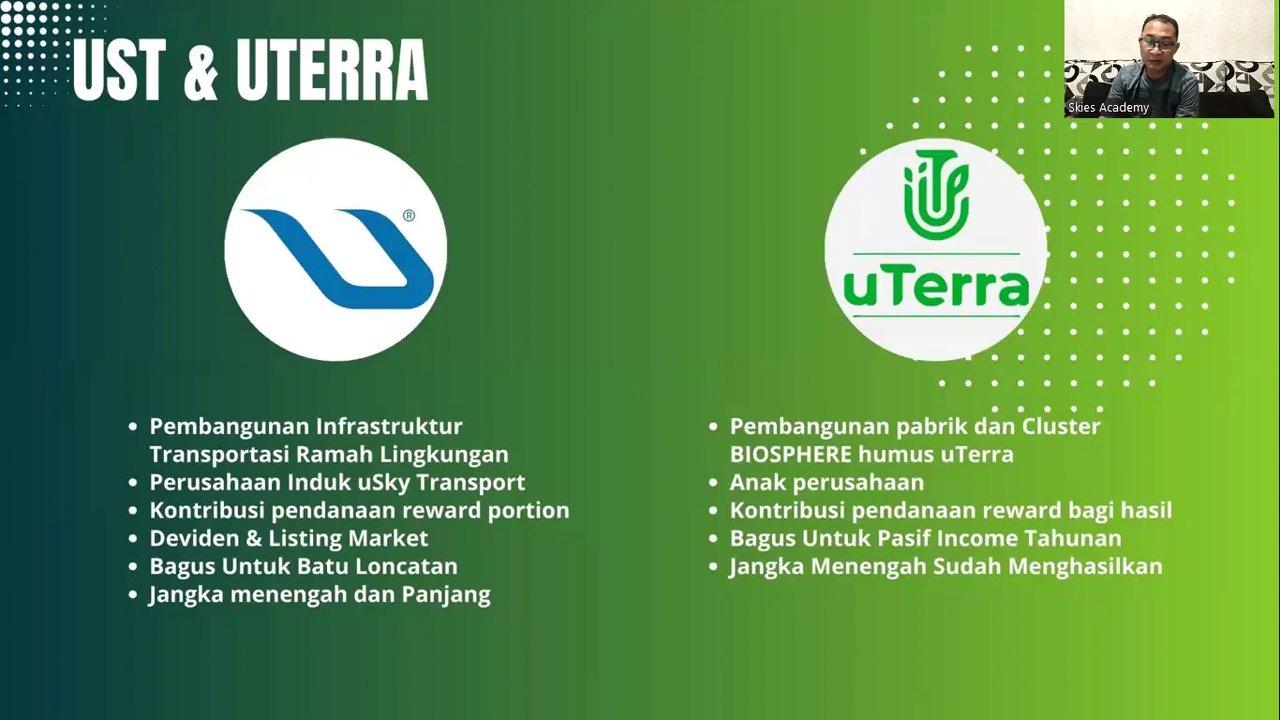 UST & UTERRA
Skies Academy
®
uTerra
Pembangunan Infrastruktur
Transportasi Ramah Lingkungan
Perusahaan Induk uSky Transport
Kontribusi pendanaan reward portion
Deviden & Listing Market
Bagus Untuk Batu Loncatan
Jangka menengah dan Panjang
Pembangunan pabrik dan Cluster
BIOSPHERE humus uTerra
Anak perusahaan
Kontribusi pendanaan reward bagi hasil
Bagus Untuk Pasif Income Tahunan
Jangka Menengah Sudah Menghasilkan